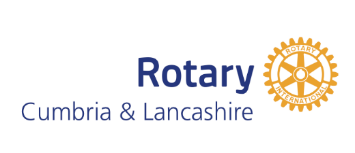 Rotary
Cumbria & Lancashire
ROTARY
INTERNATIONAL